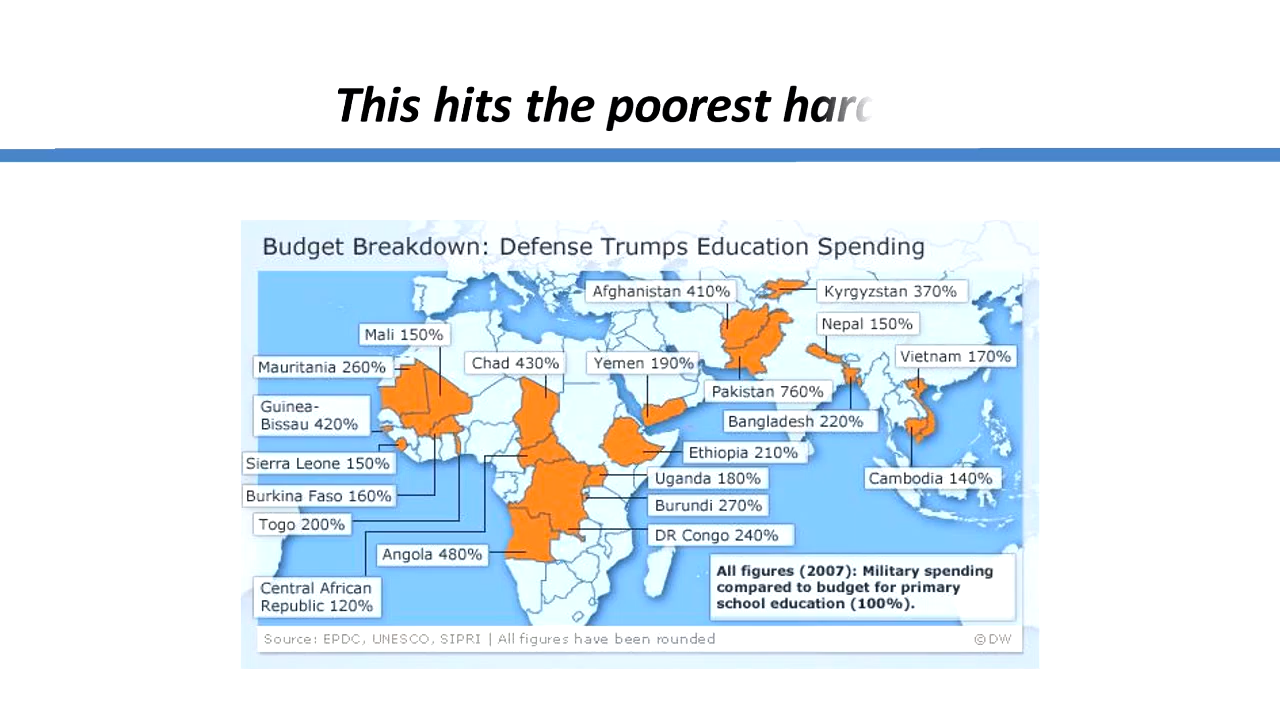 This hits the poorest hard
Budget Breakdown: Defense Trumps Education Spending
Afghanistan 410%
Kyrgyzstan 370%
Nepal 150%
Mali 150%
Vietnam 170%
Mauritania 260%
Chad 430%
Yemen 190%
Pakistan 760%
Guinea-
Bissau 420%
Bangladesh 220%
Ethiopia 210%
Sierra Leone 150%
Uganda 180%
Cambodia 140%
Burkina Faso 160%
Burundi 270%
Togo 200%
DR Congo 240%
Angola 480%
Central African
Republic 120%
All figures (2007): Military spending
compared to budget for primary
school education (100%).
Source: EPDC, UNESCO, SIPRI | All figures have been rounded
© DW